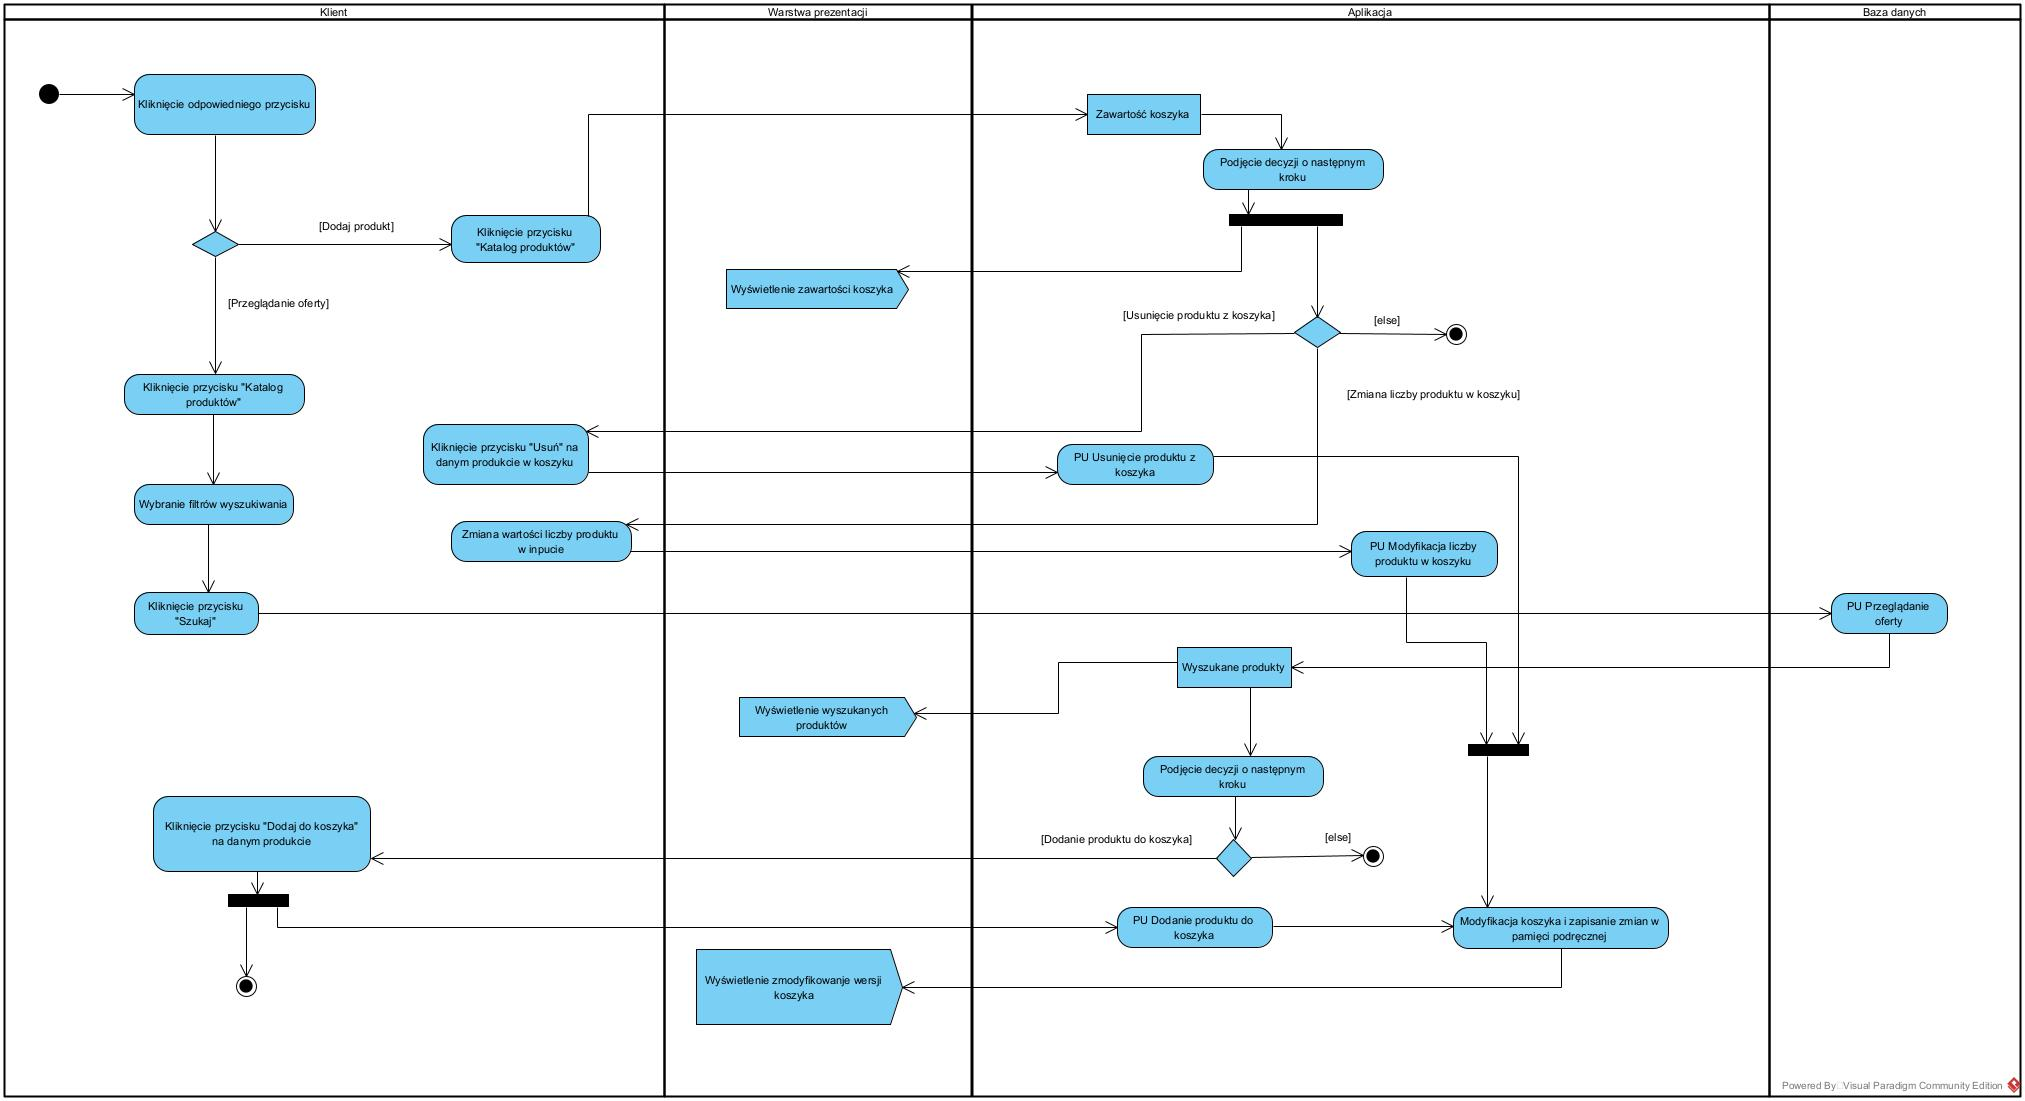 Klient
Warstwa prezentacji
Aplikacja
Baza danych
Kliknięcie odpowiedniego przycisku
Zawartość koszyka
Podjęcie decyzji o następnym
kroku
[Dodaj produkt]
Kliknięcie przycisku
"Katalog produktów"
Wyświetlenie zawartości koszyka
[Przeglądanie oferty]
[Usunięcie produktu z koszyka]
[else]
Kliknięcie przycisku "Katalog
produktów"
[Zmiana liczby produktu w koszyku]
Kliknięcie przycisku "Usuń" na
danym produkcie w koszyku
PU Usunięcie produktu z
koszyka
Wybranie filtrów wyszukiwania
Zmiana wartości liczby produktu
w inpucie
PU Modyfikacja liczby
produktu w koszyku
Kliknięcie przycisku
"Szukaj"
PU Przeglądanie
oferty
Wyszukane produkty
Wyświetlenie wyszukanych
produktów
Podjęcie decyzji o następnym
kroku
Kliknięcie przycisku "Dodaj do koszyka"
na danym produkcie
[Dodanie produktu do koszyka]
[else]
PU Dodanie produktu do
koszyka
Modyfikacja koszyka i zapisanie zmian w
pamięci podręcznej
Wyświetlenie zmodyfikowanje wersji
koszyka
Powered By Visual Paradigm Community Edition